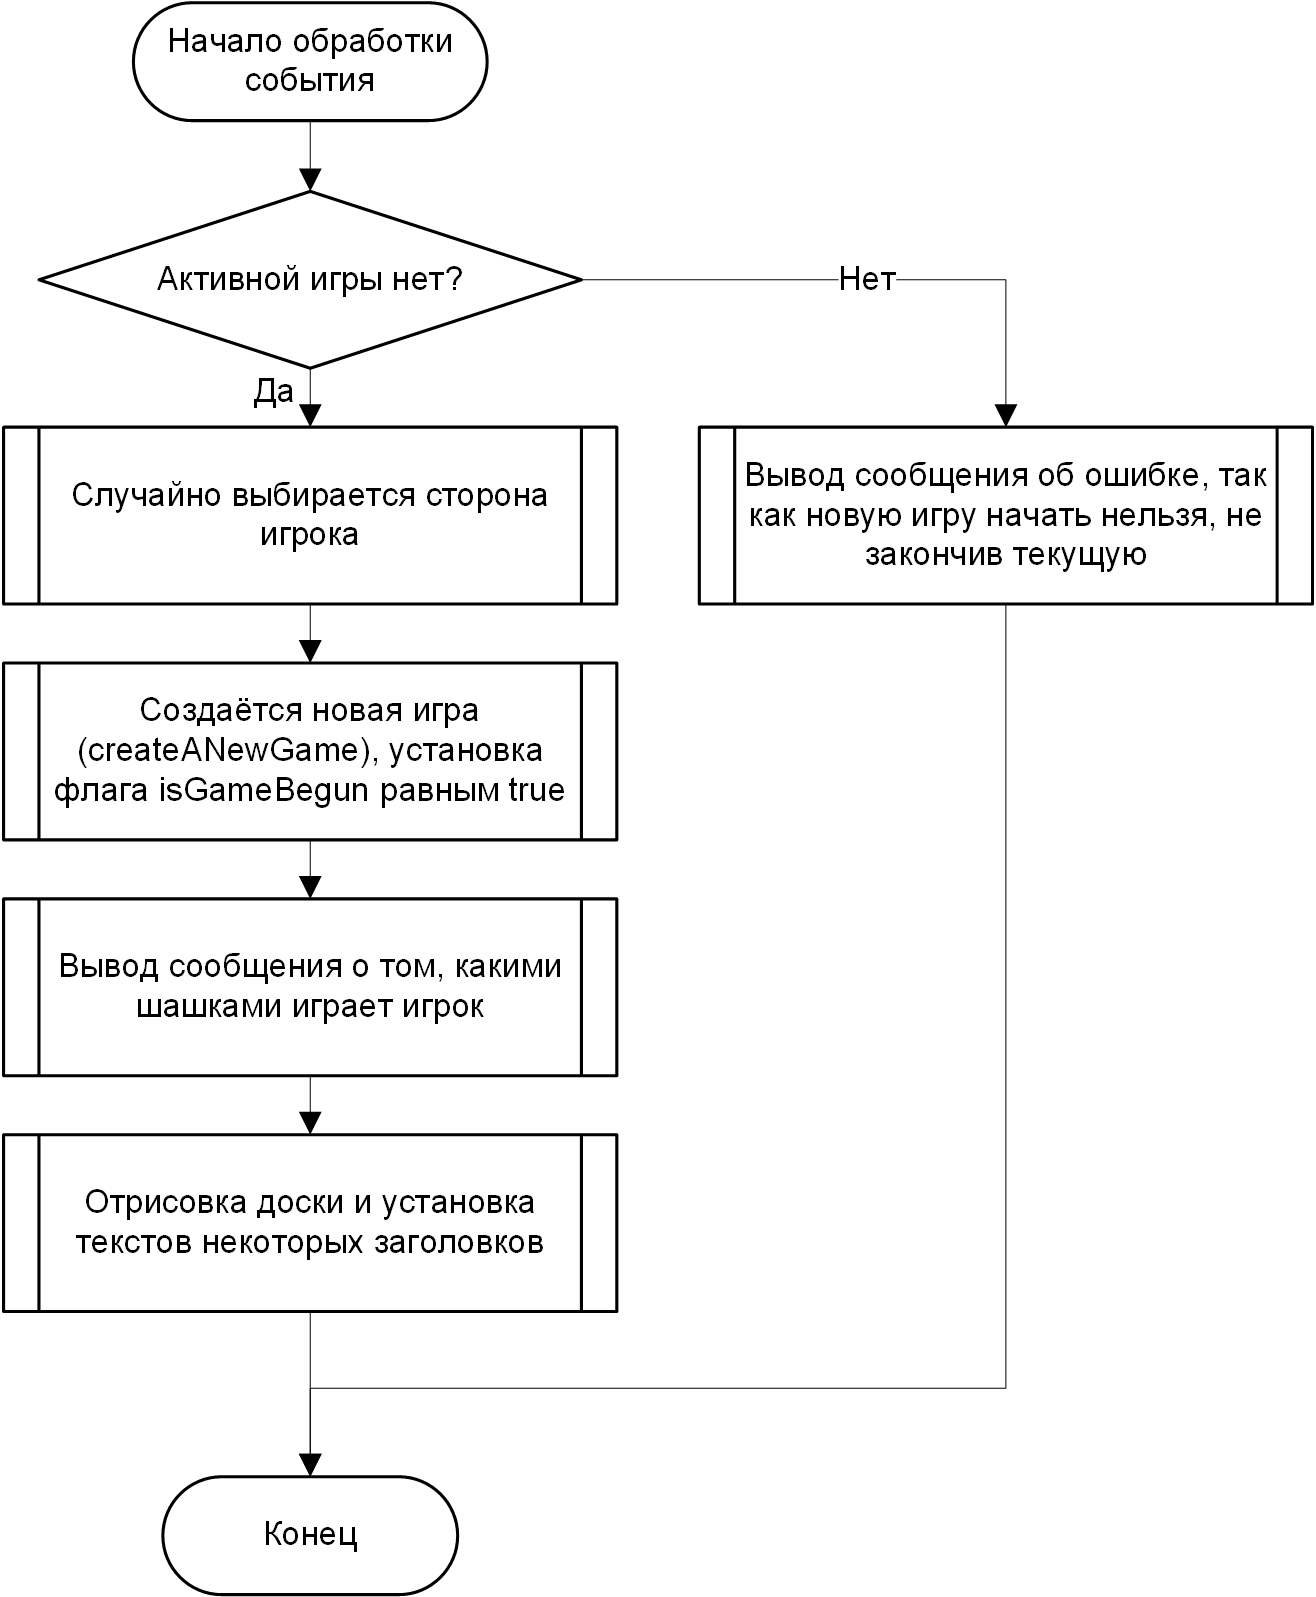 Начало обработки
события
Активной игры нет?
Нет
Да
Случайно выбирается сторона
игрока
Вывод сообщения об ошибке, так
как новую игру начать нельзя, не
закончив текущую
Создаётся новая игра
(createANewGame), установка
флага isGameBegun равным true
Вывод сообщения о том, какими
шашками играет игрок
Отрисовка доски и установка
текстов некоторых заголовков
Конец